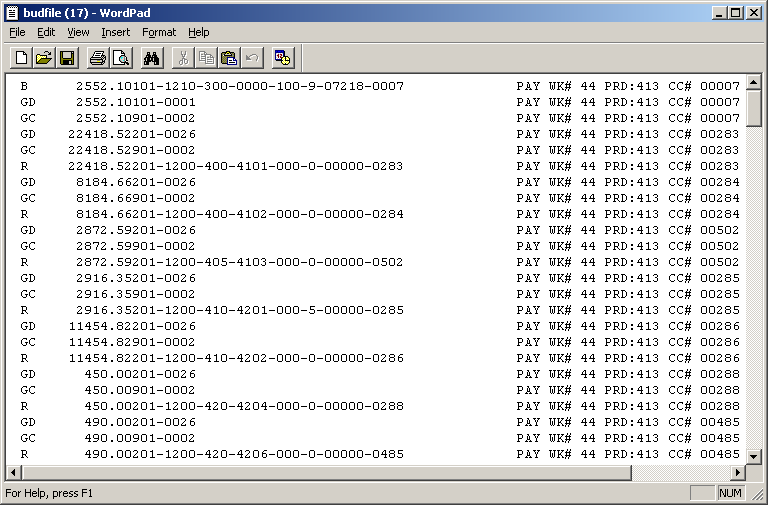 budfile (17) - WordPad
File Edit View Insert Format Help
B 2552.10101-1210-300-0000-100-9-07218-0007 PAY WK# 44 PRD:413 CC# 00007
GD 2552.10101-0001 PAY WK# 44 PRD:413 CC# 00007
GC 2552.10901-0002 PAY WK# 44 PRD:413 CC# 00007
GD 22418.52201-0026 PAY WK# 44 PRD:413 CC# 00283
GC 22418.52901-0002 PAY WK# 44 PRD:413 CC# 00283
R 22418.52201-1200-400-4101-000-0-00000-0283 PAY WK# 44 PRD:413 CC# 00283
GD 8184.66201-0026 PAY WK# 44 PRD:413 CC# 00284
GC 8184.66901-0002 PAY WK# 44 PRD:413 CC# 00284
R 8184.66201-1200-400-4102-000-0-00000-0284 PAY WK# 44 PRD:413 CC# 00284
GD 2872.59201-0026 PAY WK# 44 PRD:413 CC# 00502
GC 2872.59901-0002 PAY WK# 44 PRD:413 CC# 00502
R 2872.59201-1200-405-4103-000-0-00000-0502 PAY WK# 44 PRD:413 CC# 00502
GD 2916.35201-0026 PAY WK# 44 PRD:413 CC# 00285
GC 2916.35901-0002 PAY WK# 44 PRD:413 CC# 00285
R 2916.35201-1200-410-4201-000-5-00000-0285 PAY WK# 44 PRD:413 CC# 00285
GD 11454.82201-0026 PAY WK# 44 PRD:413 CC# 00286
GC 11454.82901-0002 PAY WK# 44 PRD:413 CC# 00286
R 11454.82201-1200-410-4202-000-0-00000-0286 PAY WK# 44 PRD:413 CC# 00286
GD 450.00201-0026 PAY WK# 44 PRD:413 CC# 00288
GC 450.00901-0002 PAY WK# 44 PRD:413 CC# 00288
R 450.00201-1200-420-4204-000-0-00000-0288 PAY WK# 44 PRD:413 CC# 00288
GD 490.00201-0026 PAY WK# 44 PRD:413 CC# 00485
GC 490.00901-0002 PAY WK# 44 PRD:413 CC# 00485
R 490.00201-1200-420-4206-000-0-00000-0485 PAY WK# 44 PRD:413 CC# 00485
For Help, press F1 NUM